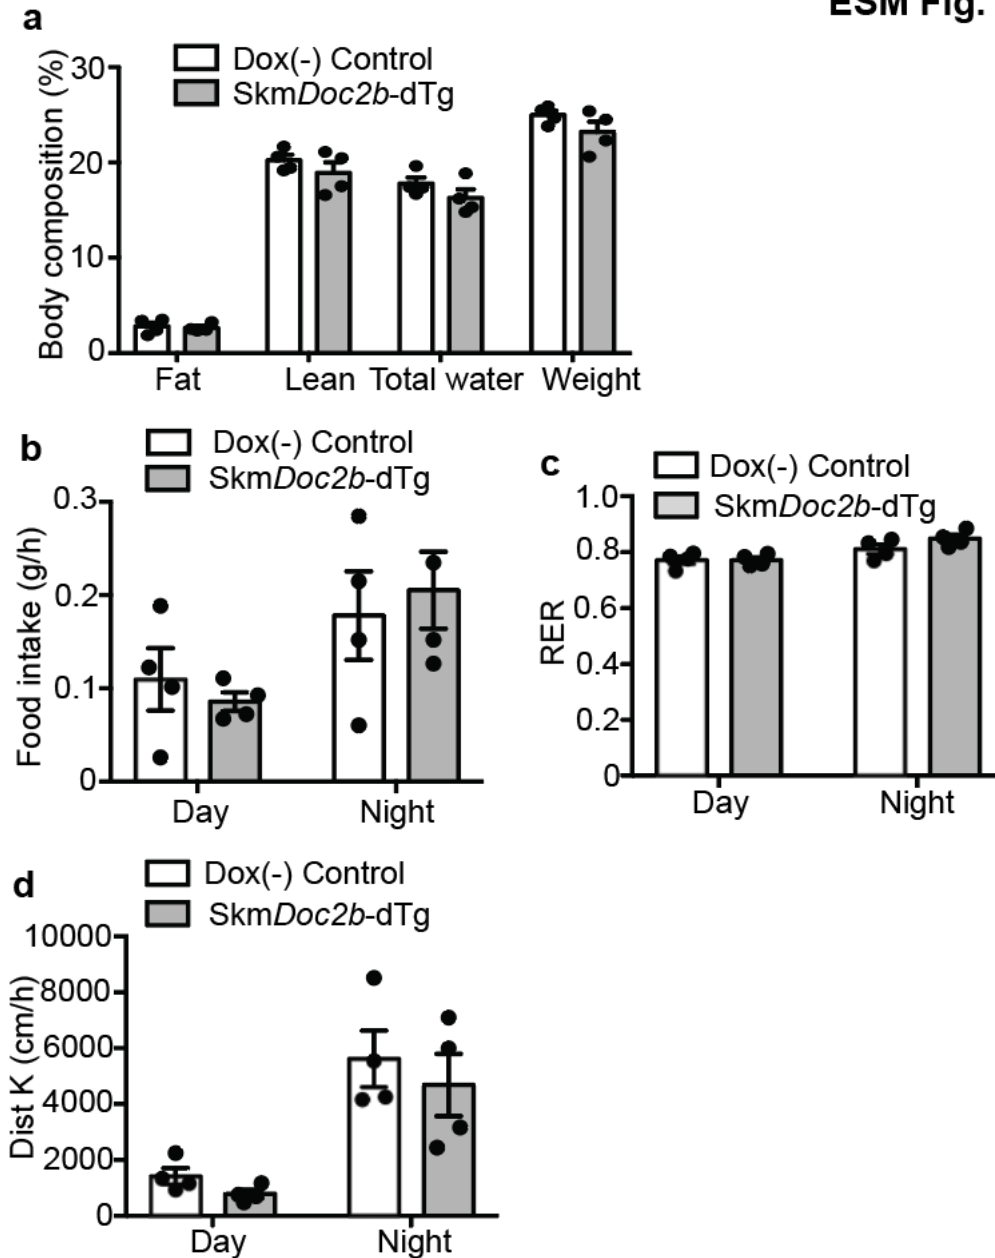 ESM Fig.
a
Dox(-) Control
SkmDoc2b-dTg
Body composition (%)
30
20
10
0
Fat Lean Total water Weight
b
Dox(-) Control
SkmDoc2b-dTg
Food intake (g/h)
0.3
0.2
0.1
0
Day Night
c
Dox(-) Control
SkmDoc2b-dTg
RER
1.0
0.8
0.6
0.4
0.2
0
Day Night
d
Dox(-) Control
SkmDoc2b-dTg
Dist K (cm/h)
10000
8000
6000
4000
2000
0
Day Night